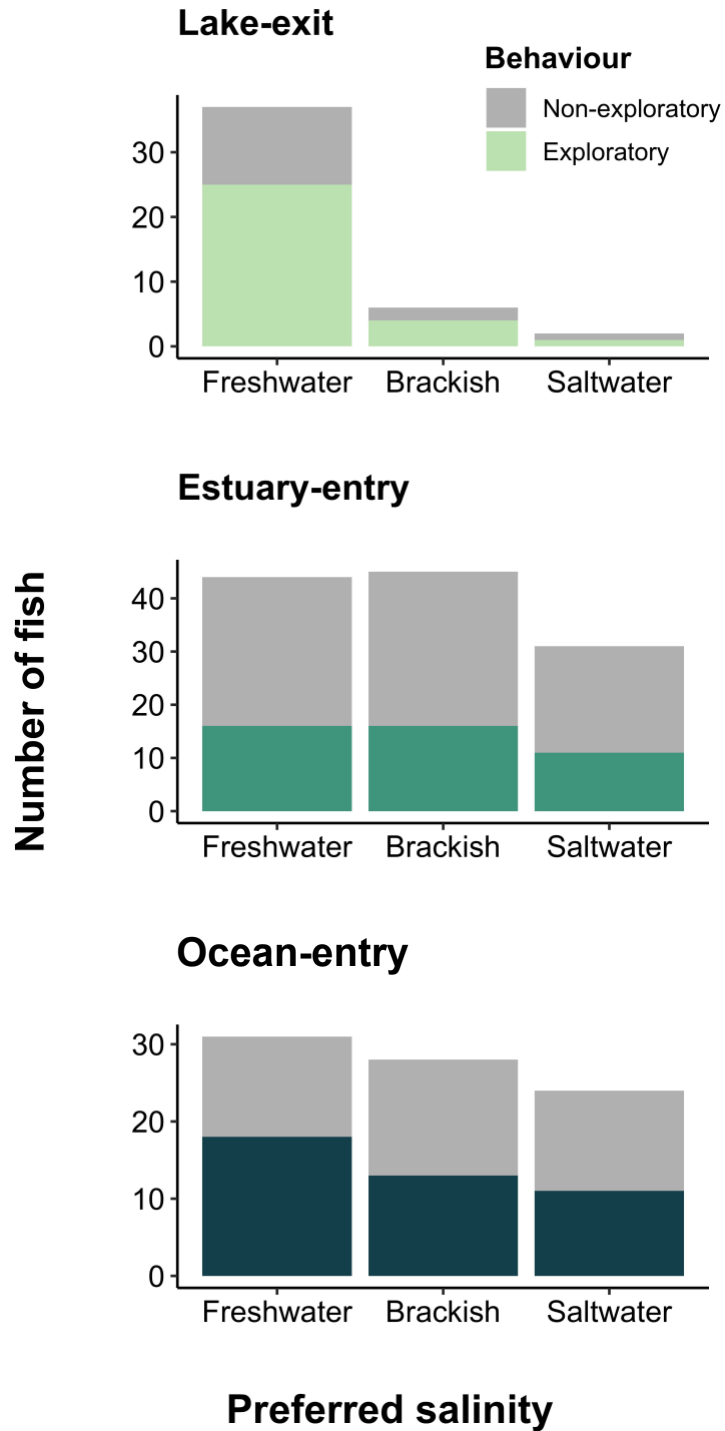 Lake-exit
Behaviour
Non-exploratory
Exploratory
30
20
10
0
Freshwater Brackish Saltwater
Estuary-entry
Number of fish
40
30
20
10
0
Freshwater Brackish Saltwater
Ocean-entry
30
20
10
0
Freshwater Brackish Saltwater
Preferred salinity